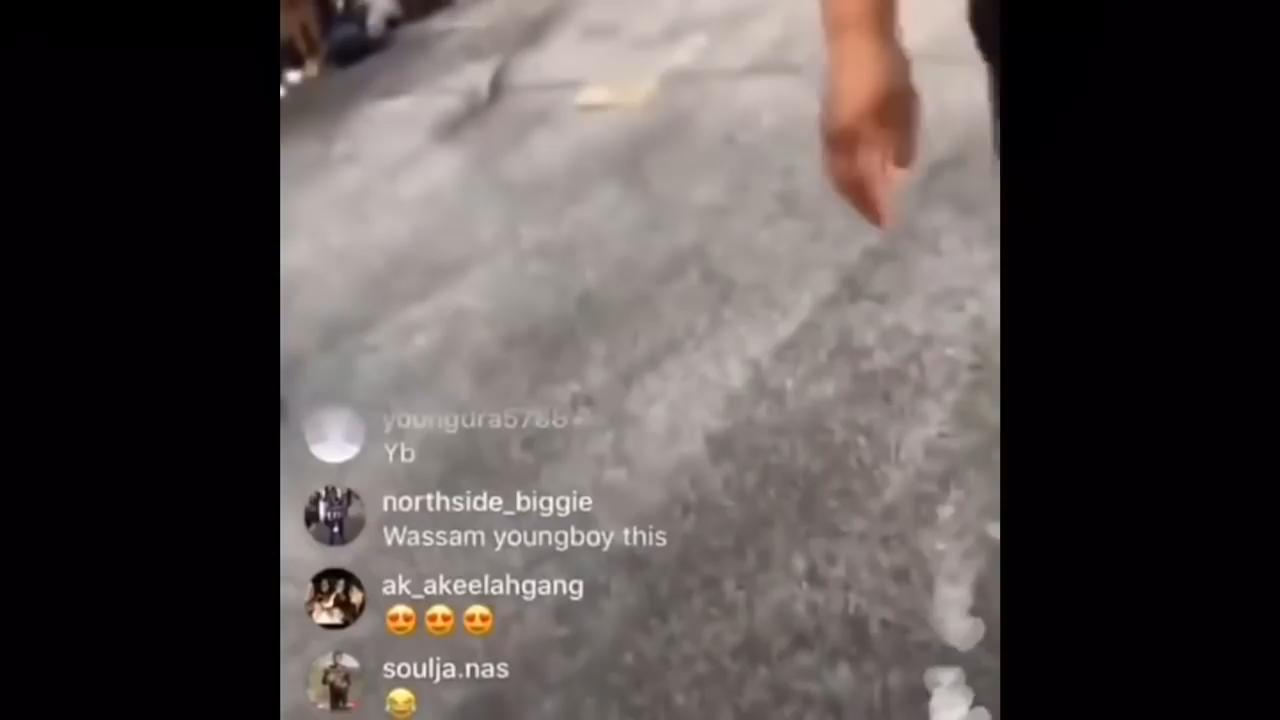 Yb
northside_biggie
Wassam youngboy this
ak_akeelahgang
😍😍😍
soulja.nas
😂